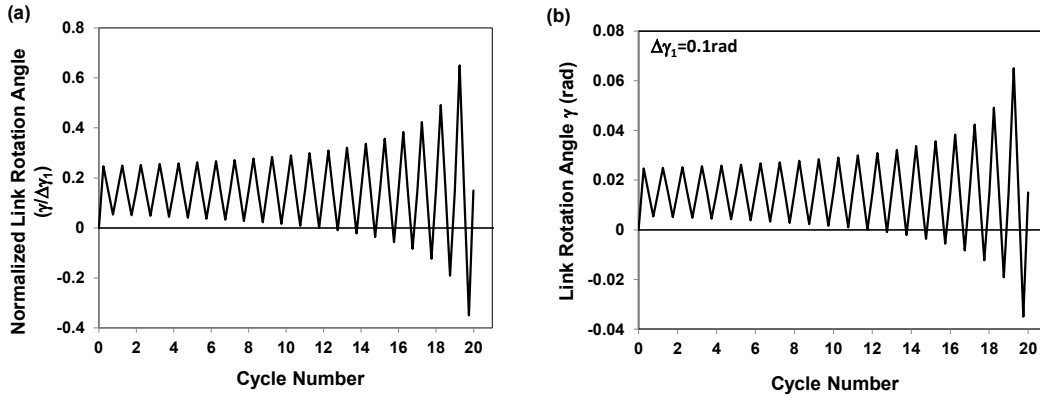 (a)
Normalized Link Rotation Angle
(γ/Δγ1)
0.8
0.6
0.4
0.2
0
-0.2
-0.4
0 2 4 6 8 10 12 14 16 18 20
Cycle Number
(b)
Δγ1=0.1rad
Link Rotation Angle γ (rad)
0.08
0.06
0.04
0.02
0
-0.02
-0.04
0 2 4 6 8 10 12 14 16 18 20
Cycle Number